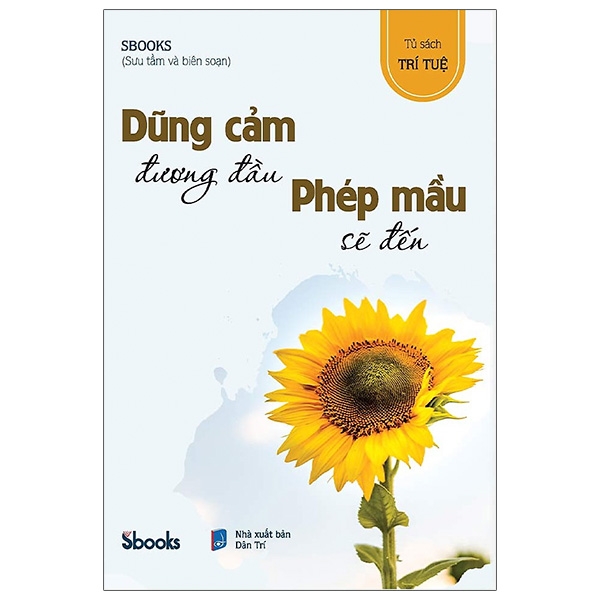 SBOOKS
(Sưu tầm và biên soạn)
Tủ sách
TRÍ TUỆ
Dũng cảm
đương đầu
Phép mầu
sẽ đến
Sbooks
Nhà xuất bản
Dân Trí